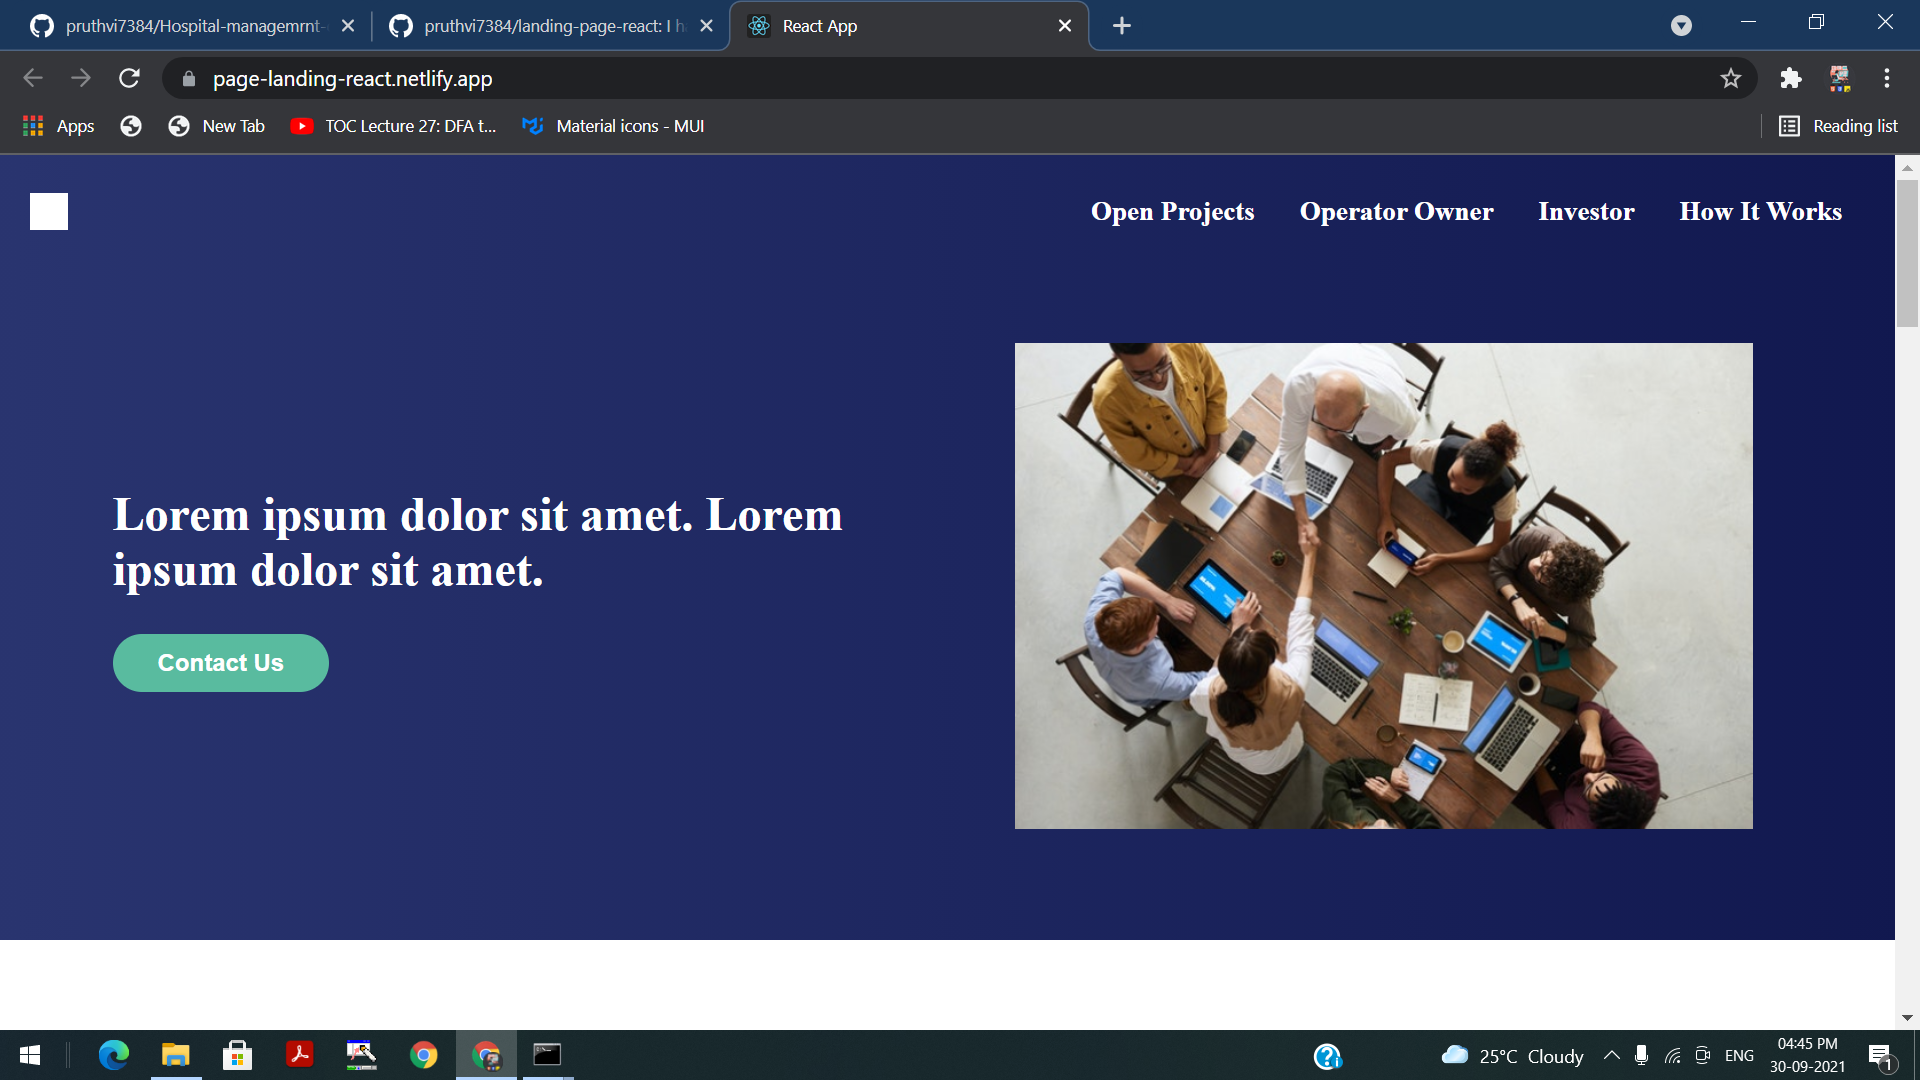 pruthvi7384/Hospital-managemrnt-
pruthvi7384/landing-page-react: I h
React App
page-landing-react.netlify.app
Apps
New Tab
TOC Lecture 27: DFA t...
Material icons - MUI
Reading list
Open Projects
Operator Owner
Investor
How It Works
Lorem ipsum dolor sit amet. Lorem
ipsum dolor sit amet.
Contact Us
25°C Cloudy
ENG
04:45 PM
30-09-2021
1